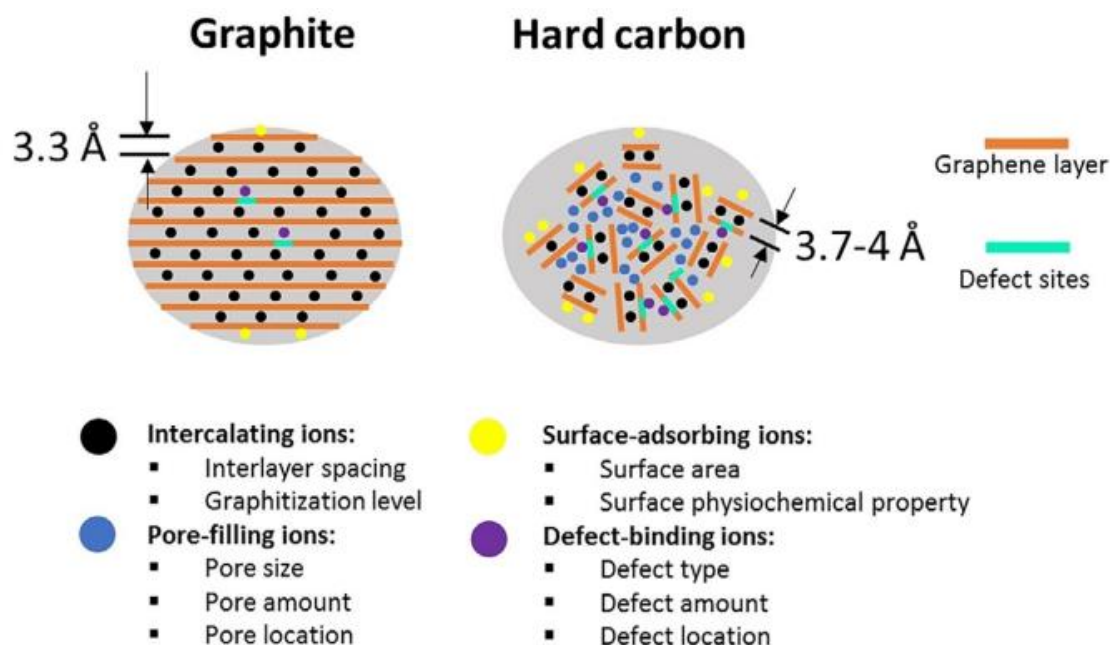 Graphite
Hard carbon
3.3 Å
3.7-4 Å
Graphene layer
Defect sites
Intercalating ions:
▪ Interlayer spacing
▪ Graphitization level
Pore-filling ions:
▪ Pore size
▪ Pore amount
▪ Pore location
Surface-adsorbing ions:
▪ Surface area
▪ Surface physiochemical property
Defect-binding ions:
▪ Defect type
▪ Defect amount
▪ Defect location